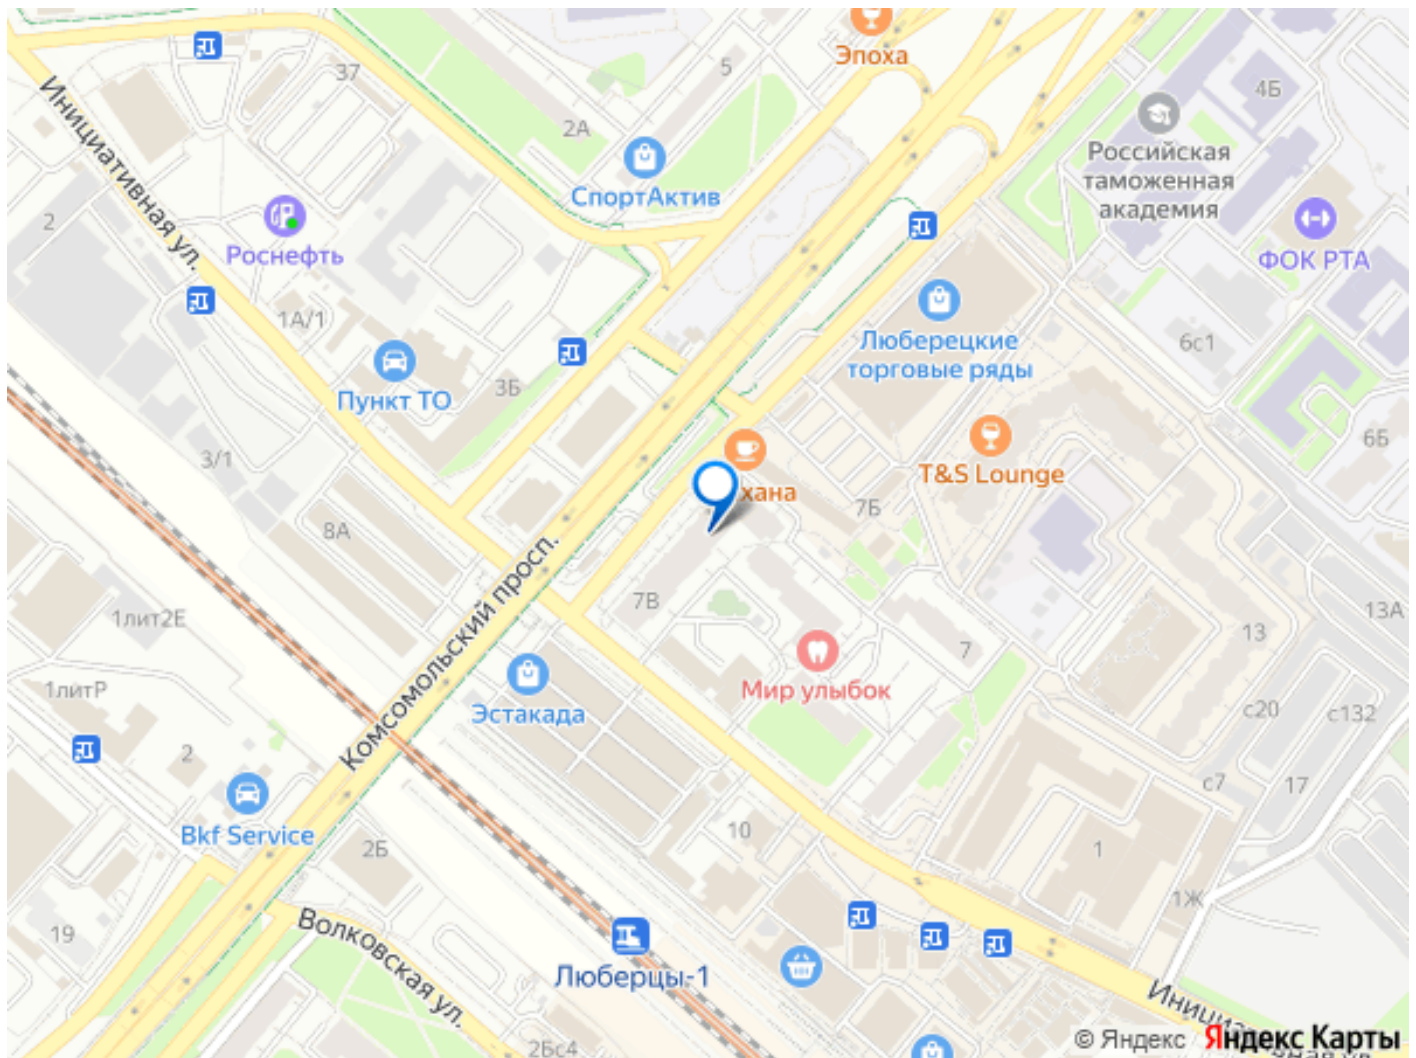 Эпоха
5
37
4Б
2А
Инициативная ул.
Российская
таможенная
академия
СпортАктив
2
Роснефть
ФОК РТА
1А/1
Люберецкие
торговые ряды
6с1
3Б
Пункт ТО
6Б
3/1
T&S Lounge
хана
7Б
8А
Комсомольский просп.
7В
1лит2Е
13А
13
7
1литР
Мир улыбок
Эстакада
с20
с132
2
с7
17
Bkf Service
10
2Б
1
1Ж
19
Волковская ул.
Люберцы-1
2Бс4
© Яндекс Яндекс Карты